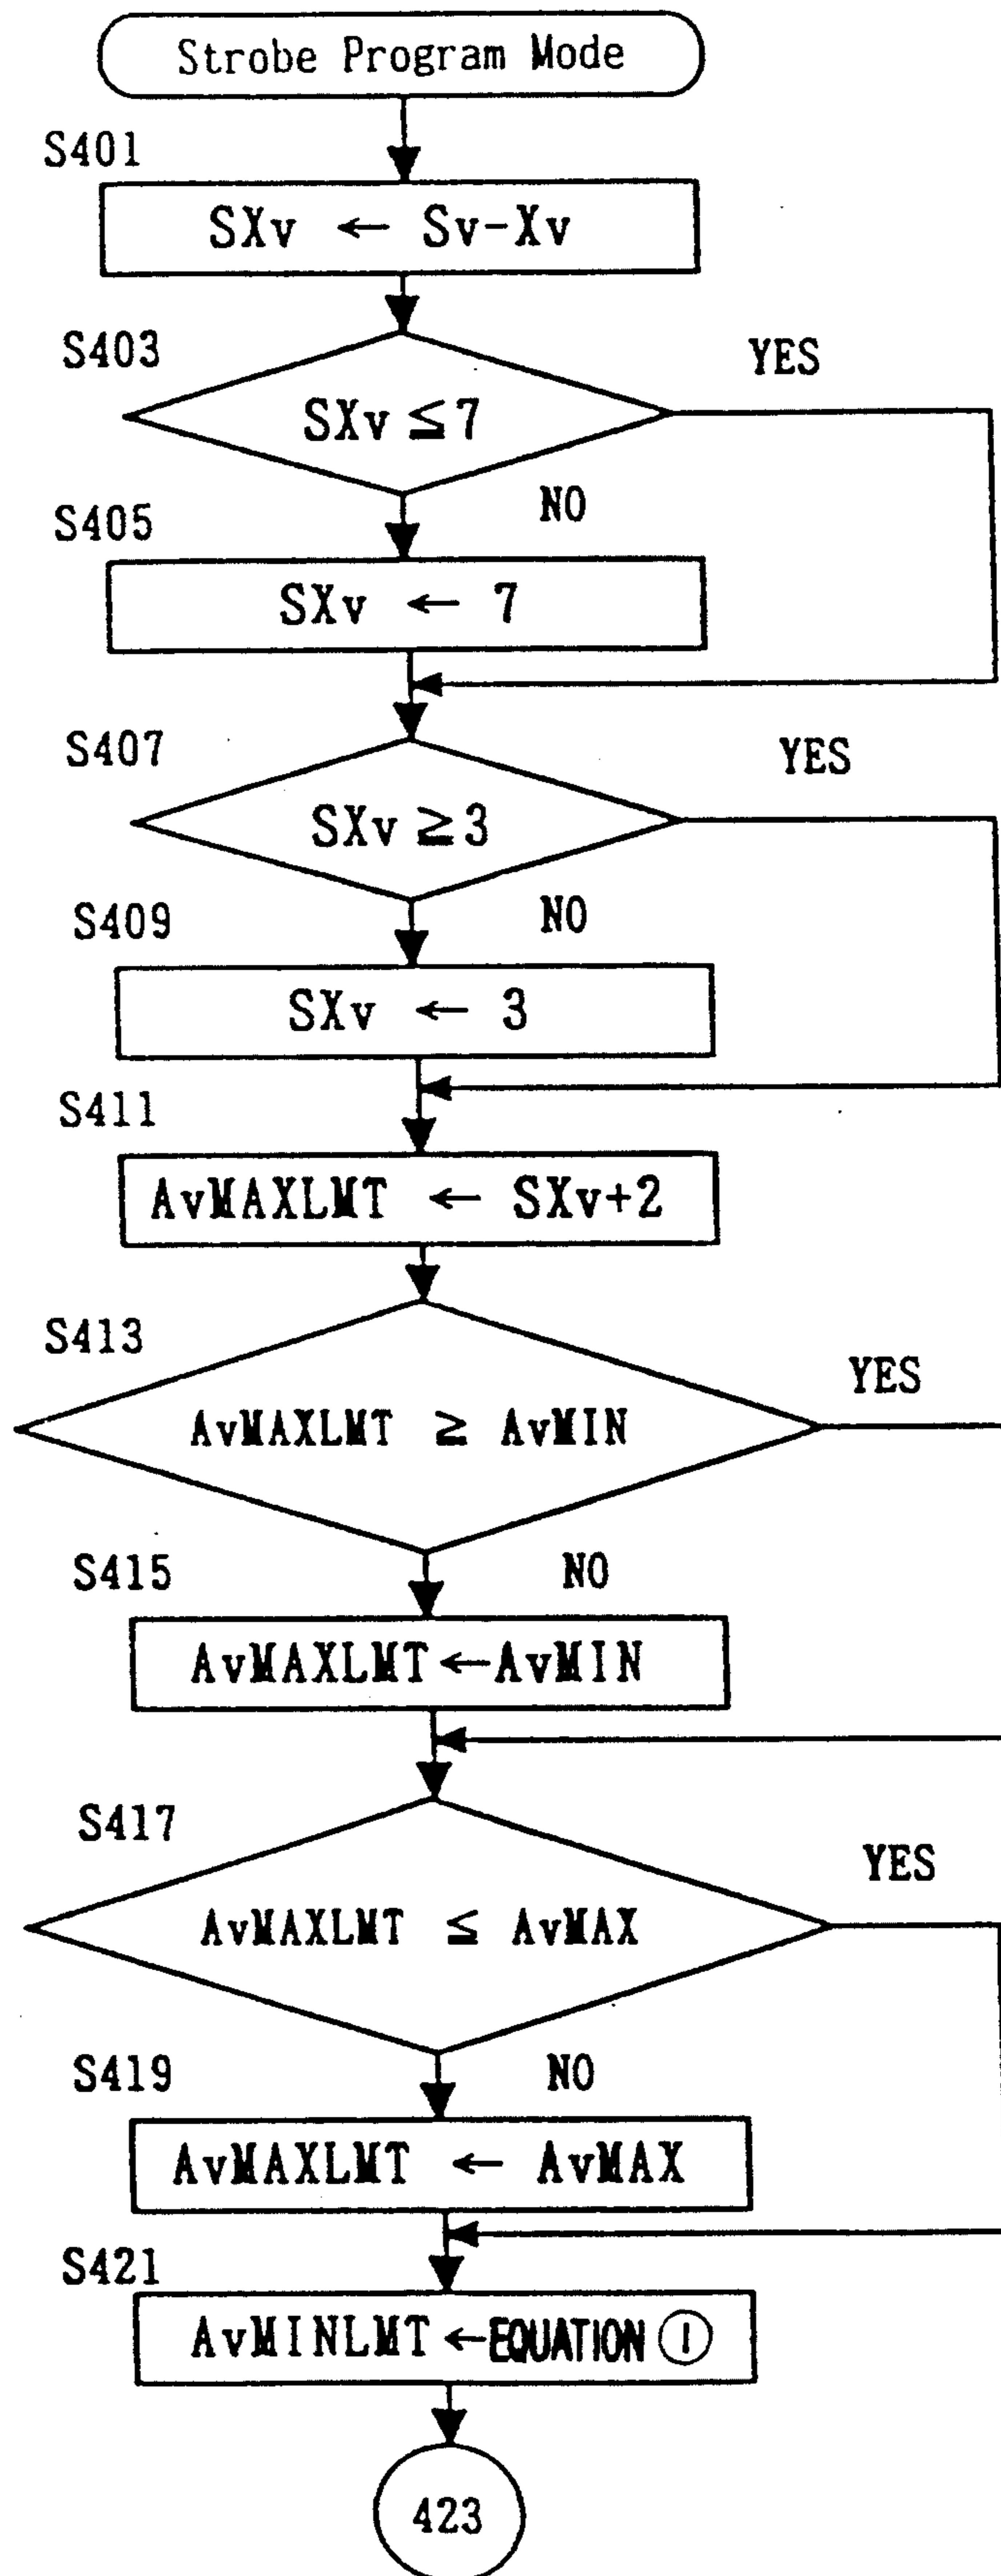 Strobe Program Mode
S401
SXv ← Sv-Xv
S403
YES
SXv ≦ 7
NO
S405
SXv ← 7
S407
YES
SXv ≧ 3
NO
S409
SXv ← 3
S411
AvMAXLMT ← SXv+2
S413
YES
AvMAXLMT ≧ AvMIN
S415
NO
AvMAXLMT ← AvMIN
S417
YES
AvMAXLMT ≦ AvMAX
S419
NO
AvMAXLMT ← AvMAX
S421
AvMINLMT ← EQUATION ①
423